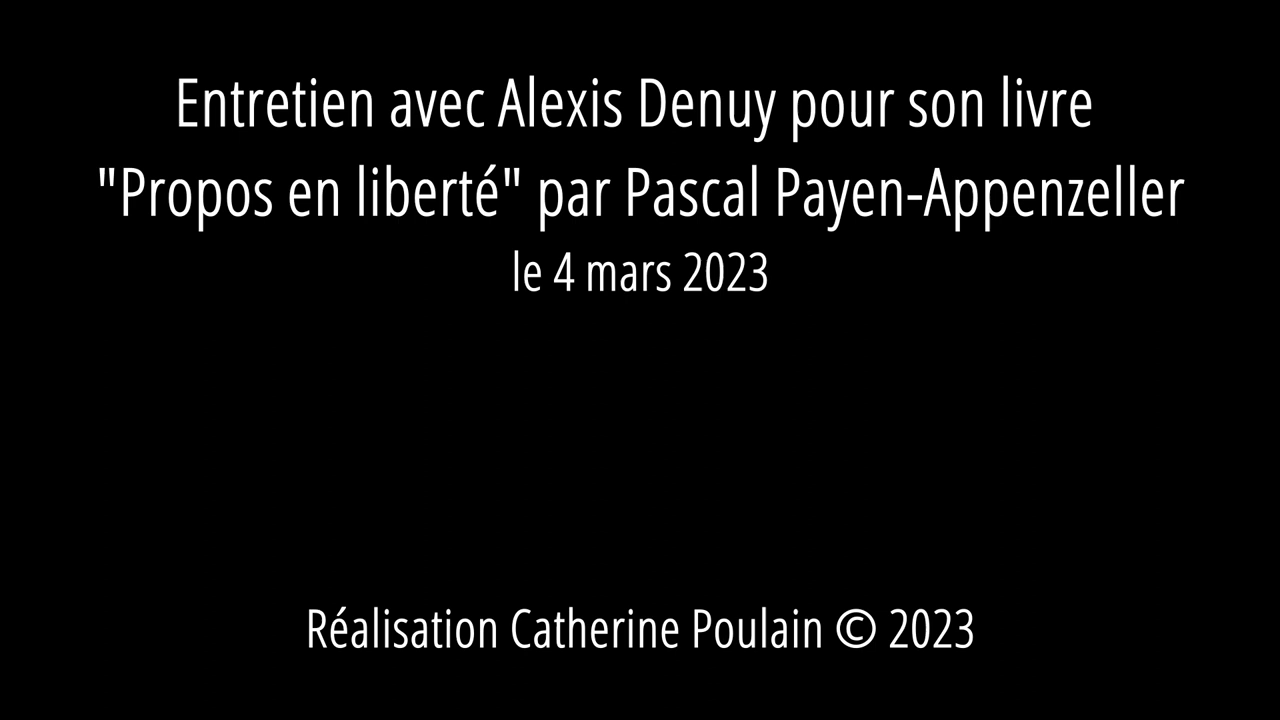 Entretien avec Alexis Denuy pour son livre
"Propos en liberté" par Pascal Payen-Appenzeller
le 4 mars 2023
Réalisation Catherine Poulain © 2023